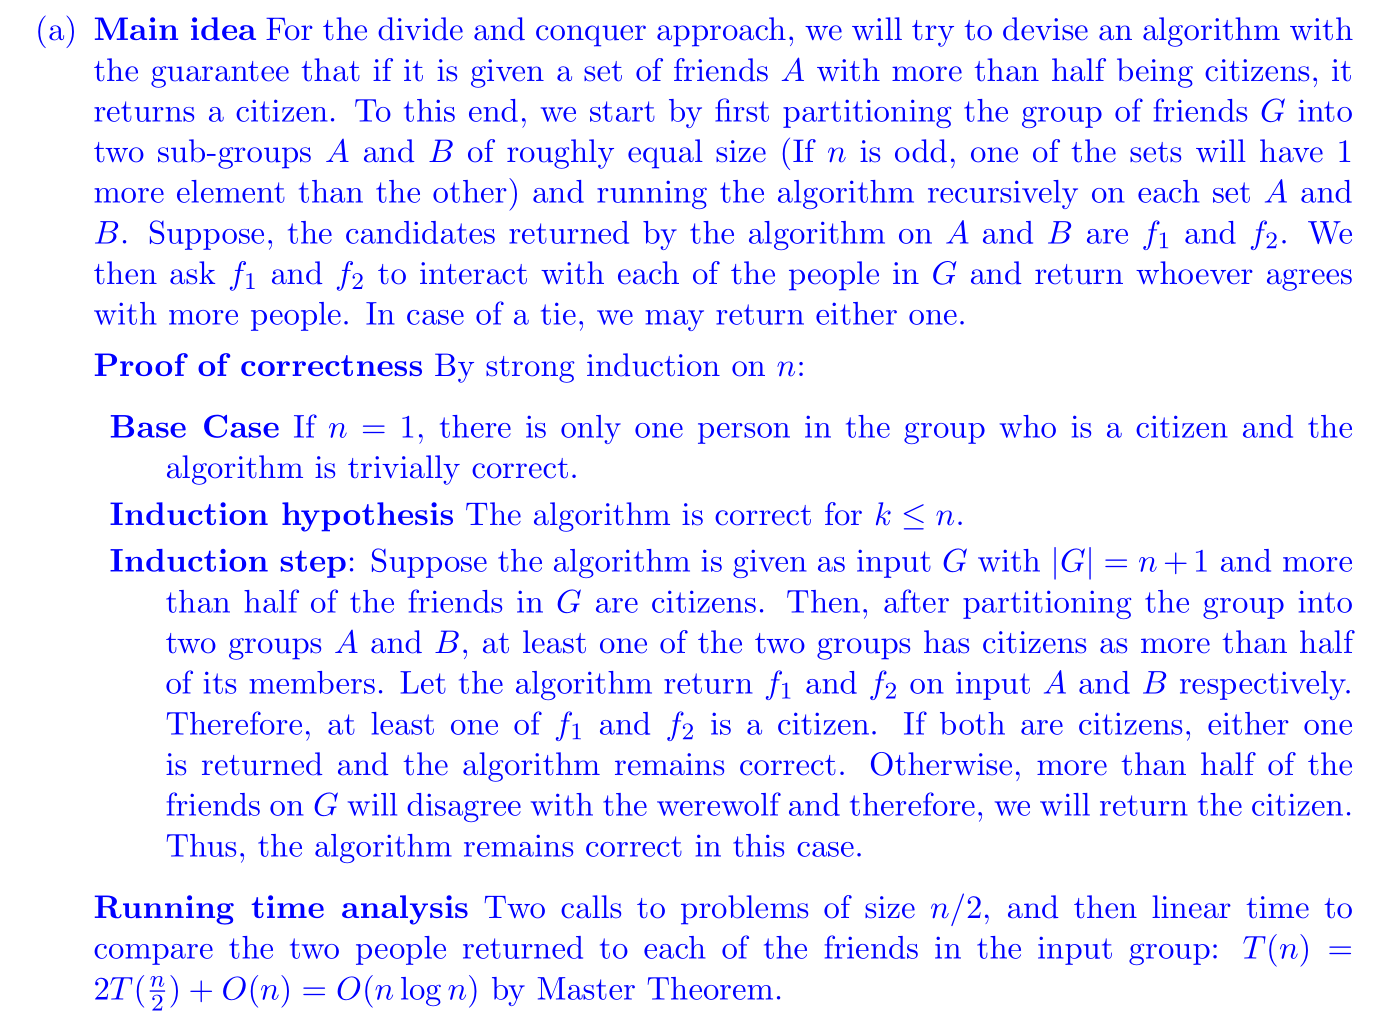 (a) Main idea For the divide and conquer approach, we will try to devise an algorithm with
the guarantee that if it is given a set of friends A with more than half being citizens, it
returns a citizen. To this end, we start by first partitioning the group of friends G into
two sub-groups A and B of roughly equal size (If n is odd, one of the sets will have 1
more element than the other) and running the algorithm recursively on each set A and
B. Suppose, the candidates returned by the algorithm on A and B are f₁ and f₂. We
then ask f₁ and f₂ to interact with each of the people in G and return whoever agrees
with more people. In case of a tie, we may return either one.
Proof of correctness By strong induction on n:
Base Case If n = 1, there is only one person in the group who is a citizen and the
algorithm is trivially correct.
Induction hypothesis The algorithm is correct for k ≤ n.
Induction step: Suppose the algorithm is given as input G with |G| = n + 1 and more
than half of the friends in G are citizens. Then, after partitioning the group into
two groups A and B, at least one of the two groups has citizens as more than half
of its members. Let the algorithm return f₁ and f₂ on input A and B respectively.
Therefore, at least one of f₁ and f₂ is a citizen. If both are citizens, either one
is returned and the algorithm remains correct. Otherwise, more than half of the
friends on G will disagree with the werewolf and therefore, we will return the citizen.
Thus, the algorithm remains correct in this case.
Running time analysis Two calls to problems of size n/2, and then linear time to
compare the two people returned to each of the friends in the input group: T(n) =
2T(n/2) + O(n) = O(n log n) by Master Theorem.